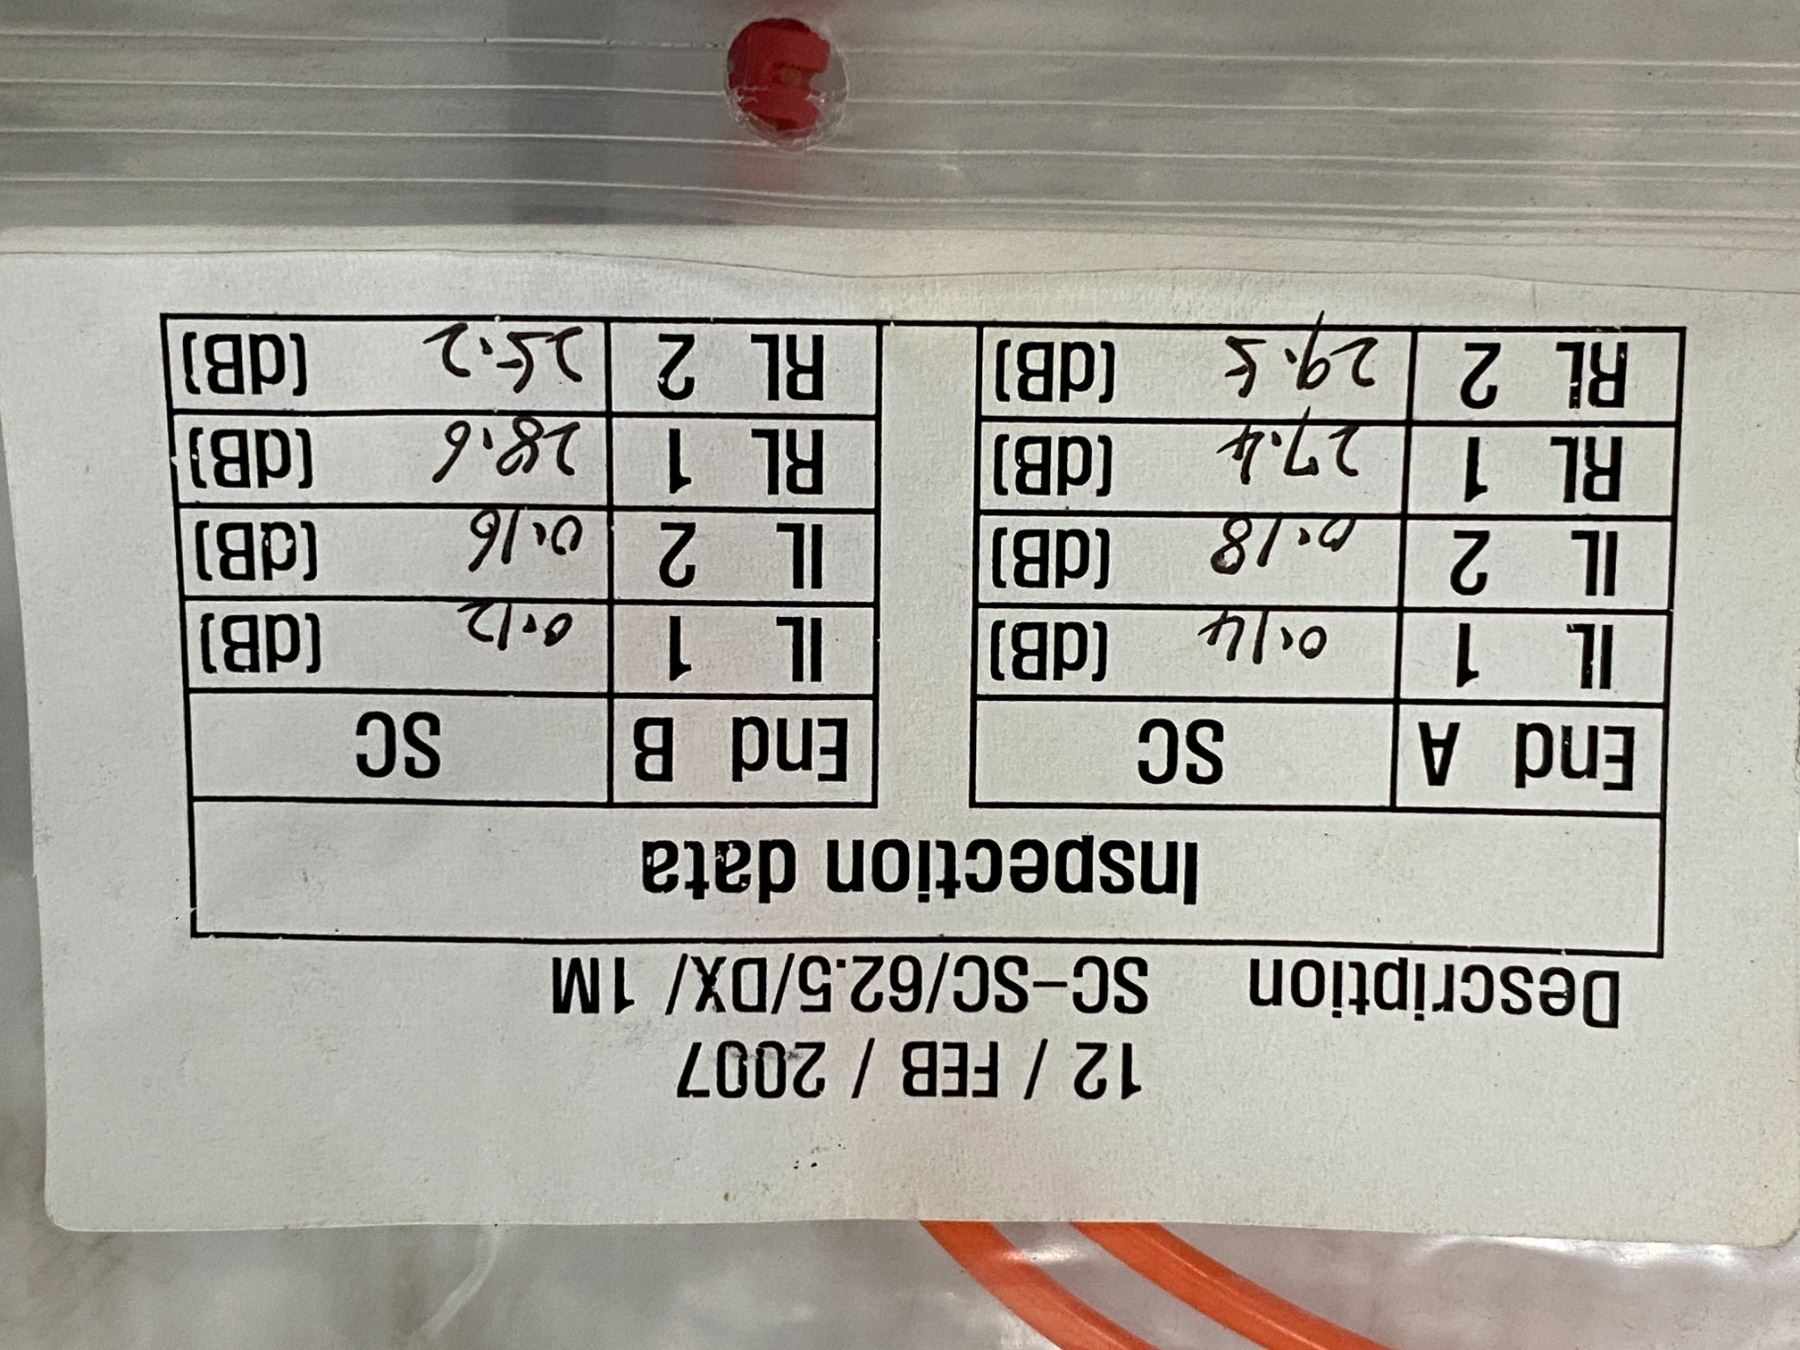 12 / FEB / 2007
Description SC-SC/62.5/DX/ 1M
Inspection data
End A SC End B SC
IL 1 0.14 (dB) IL 1 0.12 (dB)
IL 2 0.18 (dB) IL 2 0.16 (dB)
RL 1 27.4 (dB) RL 1 28.6 (dB)
RL 2 29.5 (dB) RL 2 25.2 (dB)